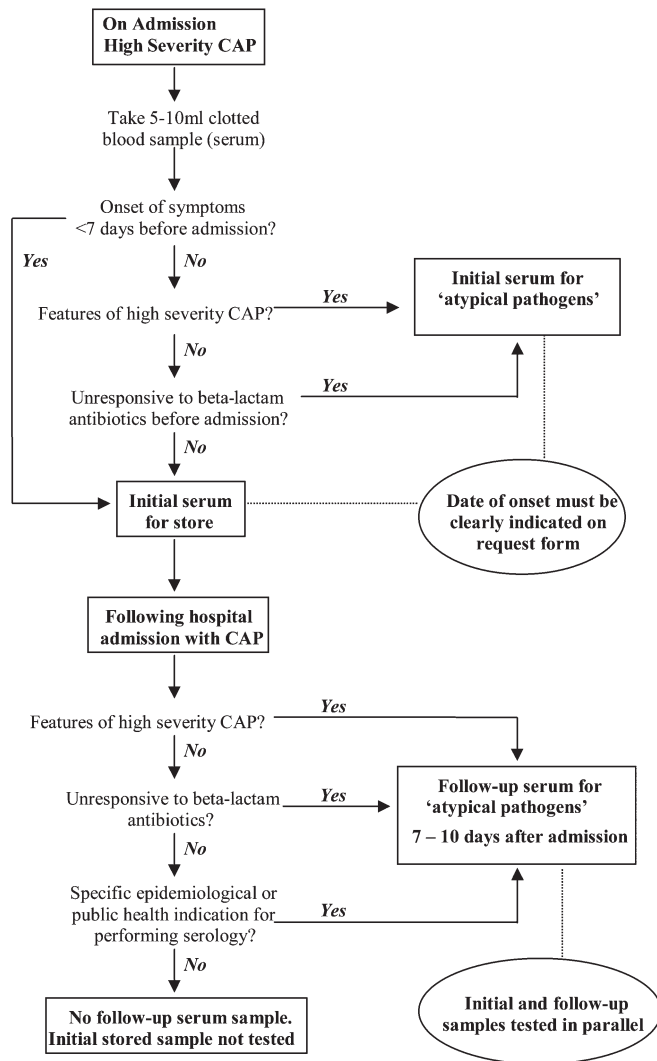 On Admission
High Severity CAP
Take 5-10ml clotted
blood sample (serum)
Onset of symptoms
<7 days before admission?
Yes
No
Features of high severity CAP?
Yes
Initial serum for
‘atypical pathogens’
No
Unresponsive to beta-lactam
antibiotics before admission?
Yes
No
Initial serum
for store
Date of onset must be
clearly indicated on
request form
Following hospital
admission with CAP
Features of high severity CAP?
Yes
No
Unresponsive to beta-lactam
antibiotics?
Yes
Follow-up serum for
‘atypical pathogens’
7 – 10 days after admission
No
Specific epidemiological or
public health indication for
performing serology?
Yes
No
No follow-up serum sample.
Initial stored sample not tested
Initial and follow-up
samples tested in parallel